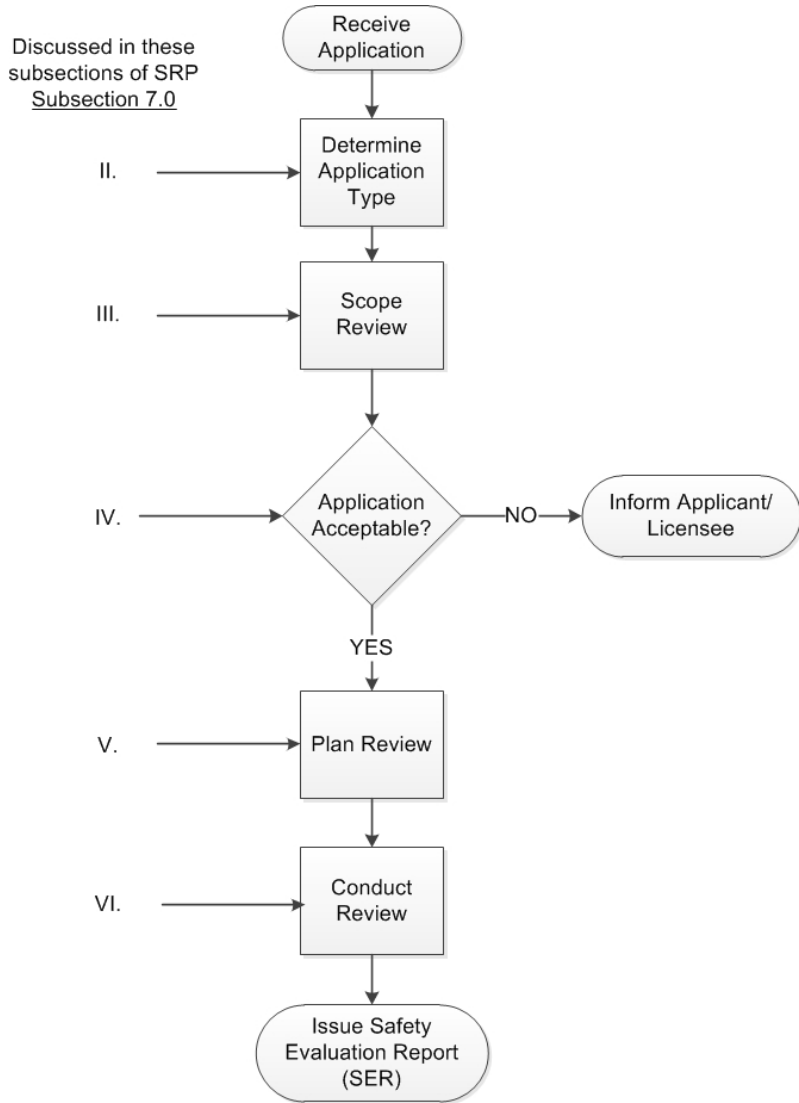 Receive
Application
Discussed in these
subsections of SRP
Subsection 7.0
II.
Determine
Application
Type
III.
Scope
Review
IV.
Application
Acceptable?
NO
Inform Applicant/
Licensee
YES
V.
Plan Review
VI.
Conduct
Review
Issue Safety
Evaluation Report
(SER)